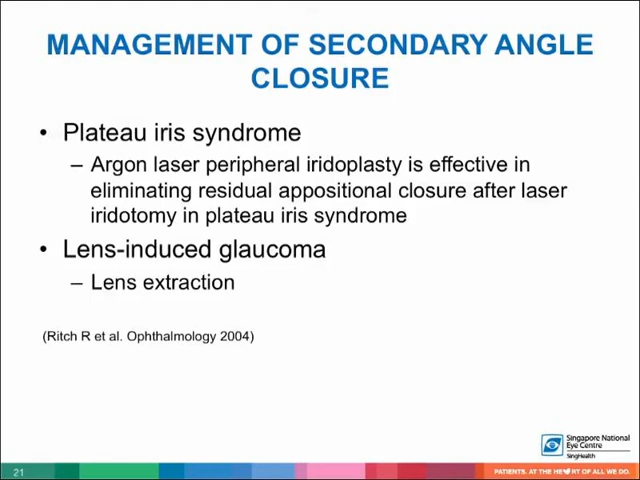 MANAGEMENT OF SECONDARY ANGLE
CLOSURE
• Plateau iris syndrome
– Argon laser peripheral iridoplasty is effective in
eliminating residual appositional closure after laser
iridotomy in plateau iris syndrome
• Lens-induced glaucoma
– Lens extraction
(Ritch R et al. Ophthalmology 2004)
Singapore National
Eye Centre
SingHealth
21
PATIENTS. AT THE HE♥RT OF ALL WE DO.